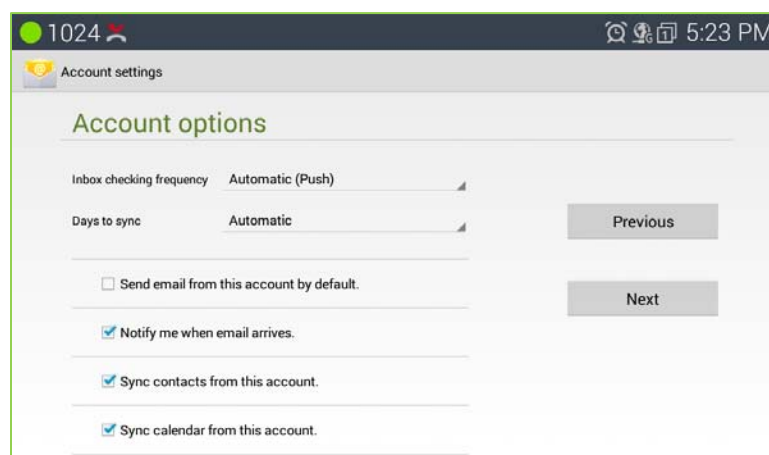 1024 5:23 PM
Account settings
Account options
Inbox checking frequency Automatic (Push)
Days to sync Automatic
Previous
Send email from this account by default.
Next
Notify me when email arrives.
Sync contacts from this account.
Sync calendar from this account.